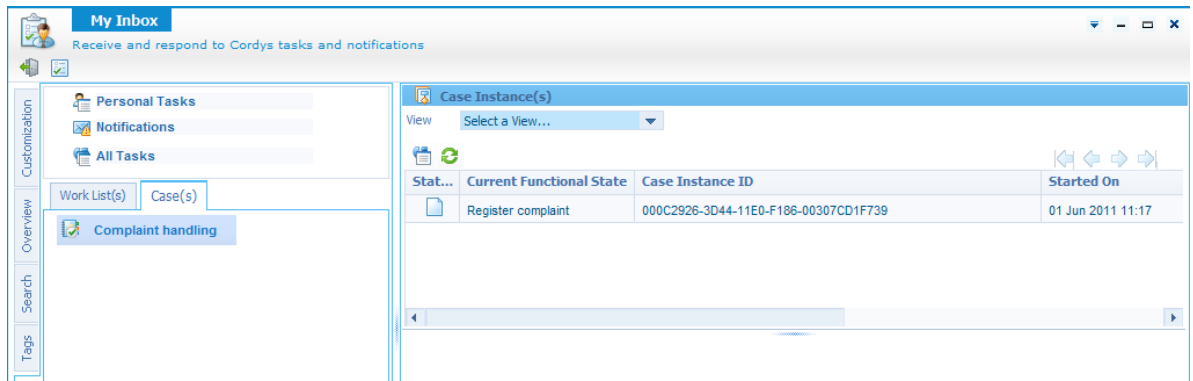 My Inbox
Receive and respond to Cordys tasks and notifications
Customization
Overview
Search
Tags
Personal Tasks
Notifications
All Tasks
Work List(s) Case(s)
Complaint handling
Case Instance(s)
View Select a View...
Stat... Current Functional State Case Instance ID Started On
Register complaint 000C2926-3D44-11E0-F186-00307CD1F739 01 Jun 2011 11:17